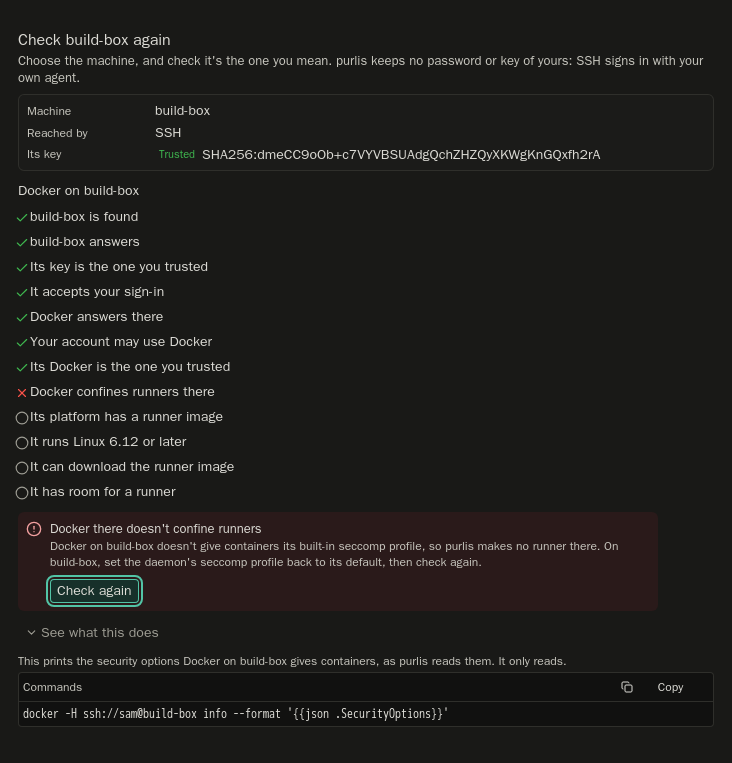 Check build-box again
Choose the machine, and check it's the one you mean. purlis keeps no password or key of yours: SSH signs in with your
own agent.
Machine build-box
Reached by SSH
Its key Trusted SHA256:dmeCC9oOb+c7VYVBSUAdgQchZHZQyXKWgKnGQxfh2rA
Docker on build-box
build-box is found
build-box answers
Its key is the one you trusted
It accepts your sign-in
Docker answers there
Your account may use Docker
Its Docker is the one you trusted
Docker confines runners there
Its platform has a runner image
It runs Linux 6.12 or later
It can download the runner image
It has room for a runner
Docker there doesn't confine runners
Docker on build-box doesn't give containers its built-in seccomp profile, so purlis makes no runner there. On
build-box, set the daemon's seccomp profile back to its default, then check again.
Check again
See what this does
This prints the security options Docker on build-box gives containers, as purlis reads them. It only reads.
Commands Copy
docker -H ssh://sam@build-box info --format '{{json .SecurityOptions}}'